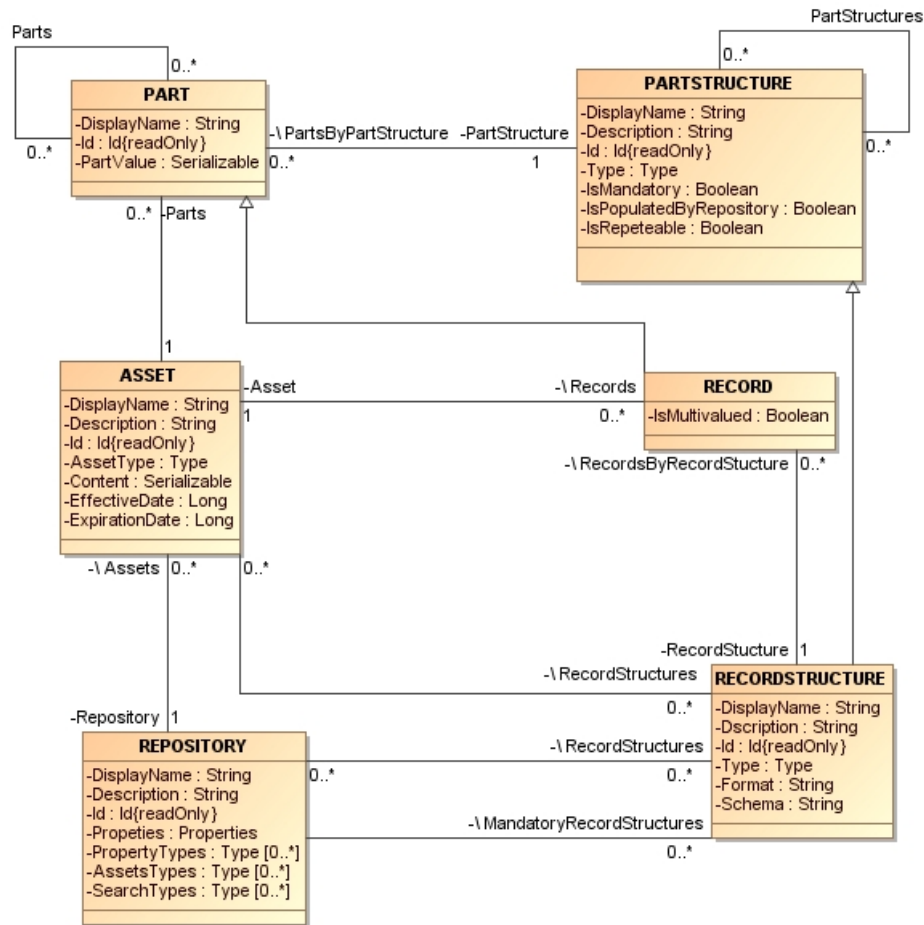 Parts
PartStructures
0..*
0..*
PART
-DisplayName : String
-Id : Id{readOnly}
-PartValue : Serializable
0..*
-\ PartsByPartStructure
-PartStructure
0..*
1
PARTSTRUCTURE
-DisplayName : String
-Description : String
-Id : Id{readOnly}
-Type : Type
-IsMandatory : Boolean
-IsPopulatedByRepository : Boolean
-IsRepeteable : Boolean
0..*
0..* -Parts
1
ASSET
-DisplayName : String
-Description : String
-Id : Id{readOnly}
-AssetType : Type
-Content : Serializable
-EffectiveDate : Long
-ExpirationDate : Long
-Asset
-\ Records
1
0..*
RECORD
-IsMultivalued : Boolean
-\ RecordsByRecordStucture
0..*
-\ Assets
0..*
0..*
-RecordStucture
1
-\ RecordStructures
0..*
RECORDSTRUCTURE
-DisplayName : String
-Dscription : String
-Id : Id{readOnly}
-Type : Type
-Format : String
-Schema : String
-Repository
1
REPOSITORY
-DisplayName : String
-Description : String
-Id : Id{readOnly}
-Propeties : Properties
-PropertyTypes : Type [0..*]
-AssetsTypes : Type [0..*]
-SearchTypes : Type [0..*]
-\ RecordStructures
0..*
0..*
-\ MandatoryRecordStructures
0..*